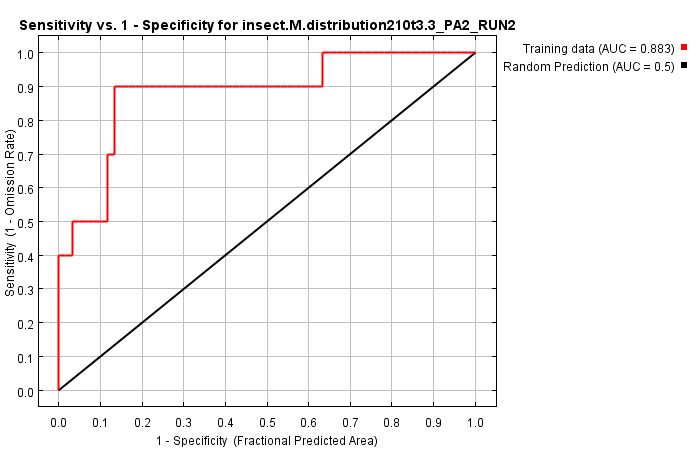 Sensitivity vs. 1 - Specificity for insect.M.distribution210t3.3_PA2_RUN2
Training data (AUC = 0.883)
Random Prediction (AUC = 0.5)
Sensitivity (1 - Omission Rate)
1.0
0.9
0.8
0.7
0.6
0.5
0.4
0.3
0.2
0.1
0.0
0.0 0.1 0.2 0.3 0.4 0.5 0.6 0.7 0.8 0.9 1.0
1 - Specificity (Fractional Predicted Area)